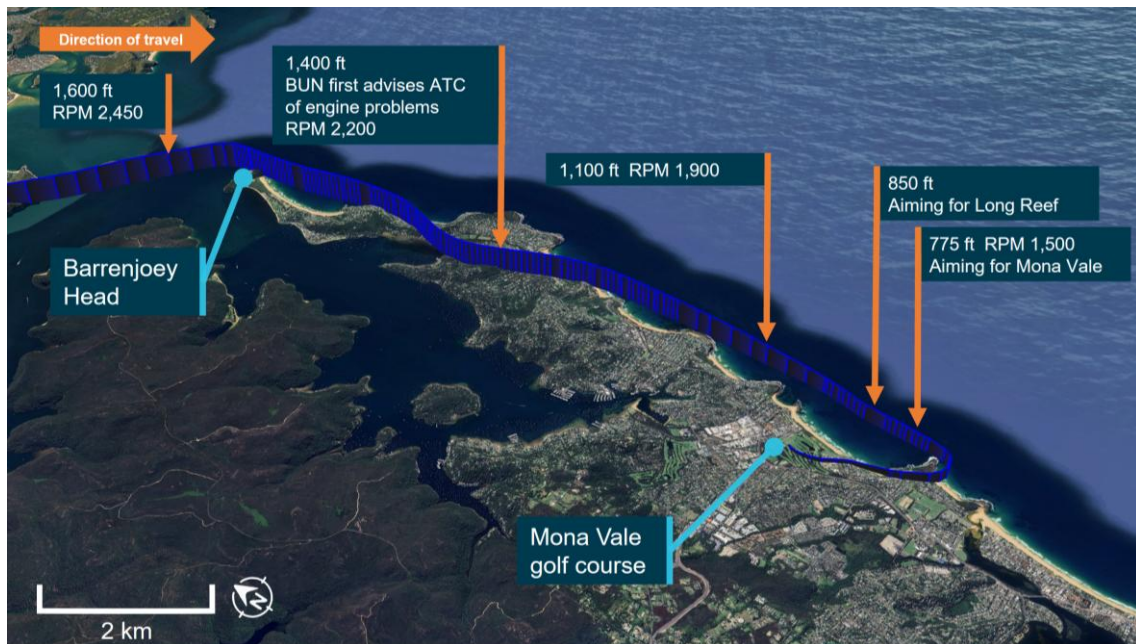 Direction of travel
1,600 ft
RPM 2,450
1,400 ft
BUN first advises ATC
of engine problems
RPM 2,200
1,100 ft RPM 1,900
850 ft
Aiming for Long Reef
775 ft RPM 1,500
Aiming for Mona Vale
Barrenjoey
Head
Mona Vale
golf course
2 km
N